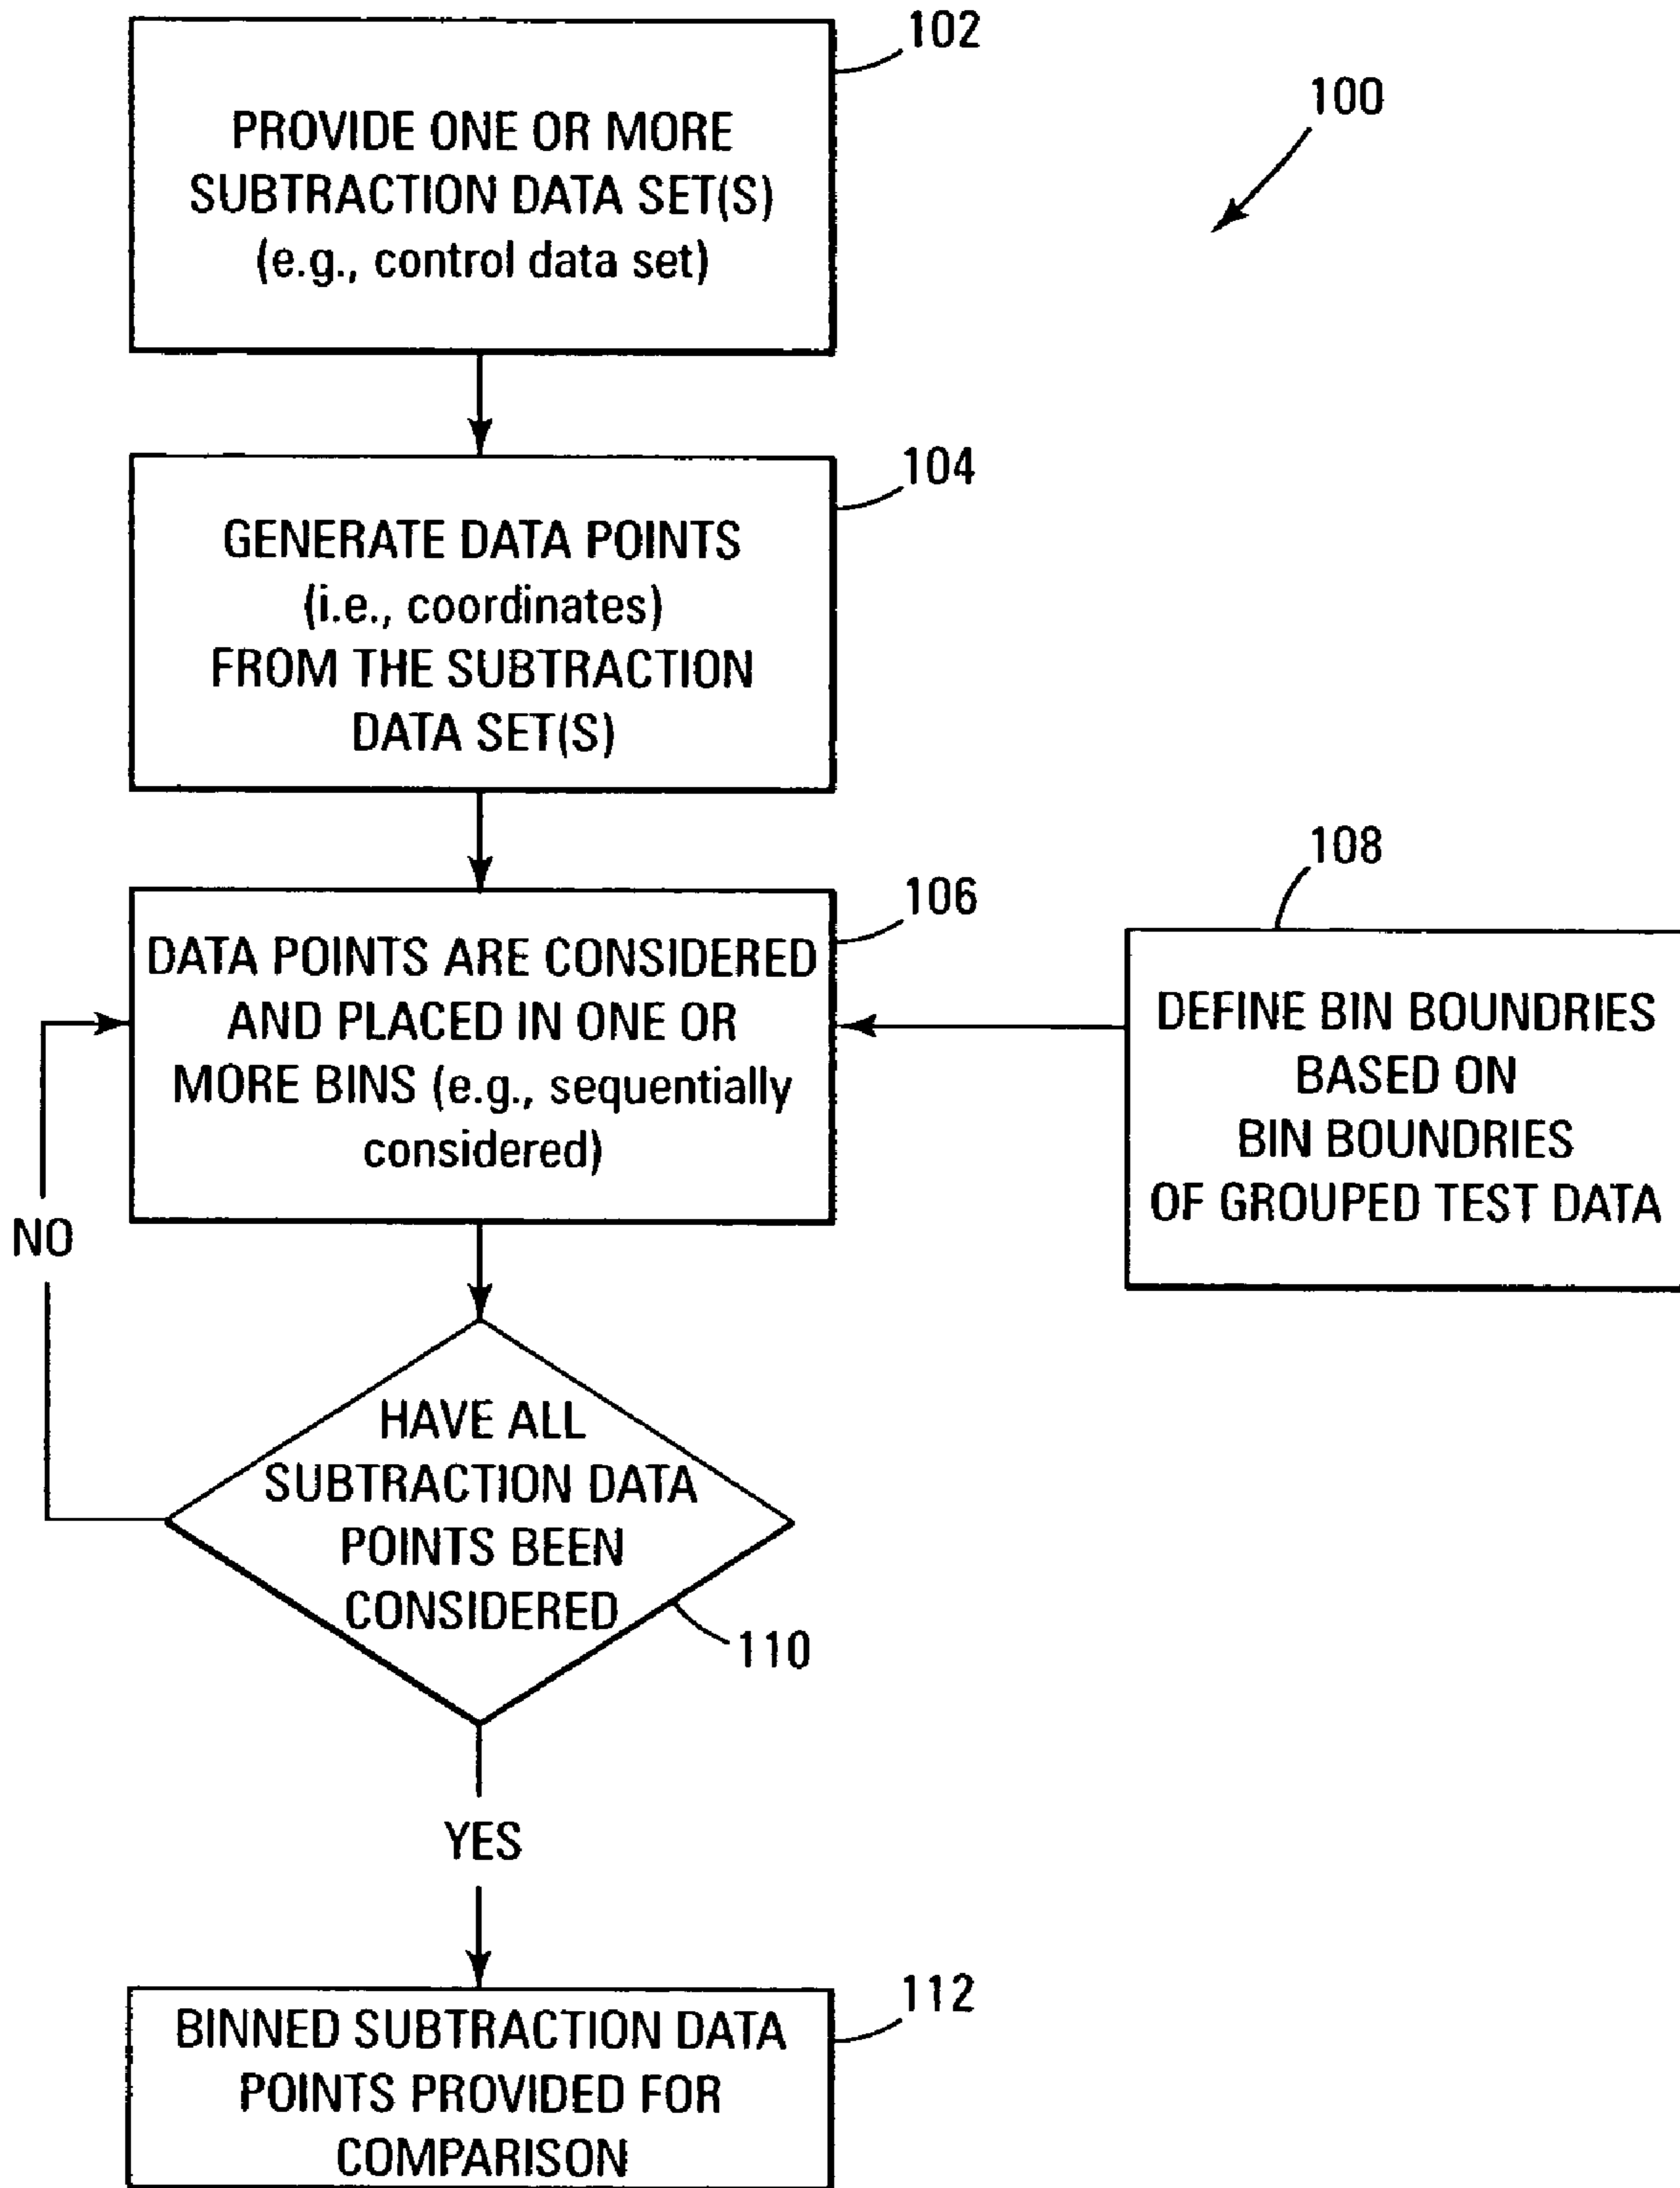 102
100
PROVIDE ONE OR MORE
SUBTRACTION DATA SET(S)
(e.g., control data set)
104
GENERATE DATA POINTS
(i.e., coordinates)
FROM THE SUBTRACTION
DATA SET(S)
106
DATA POINTS ARE CONSIDERED
AND PLACED IN ONE OR
MORE BINS (e.g., sequentially
considered)
108
DEFINE BIN BOUNDRIES
BASED ON
BIN BOUNDRIES
OF GROUPED TEST DATA
NO
HAVE ALL
SUBTRACTION DATA
POINTS BEEN
CONSIDERED
110
YES
112
BINNED SUBTRACTION DATA
POINTS PROVIDED FOR
COMPARISON